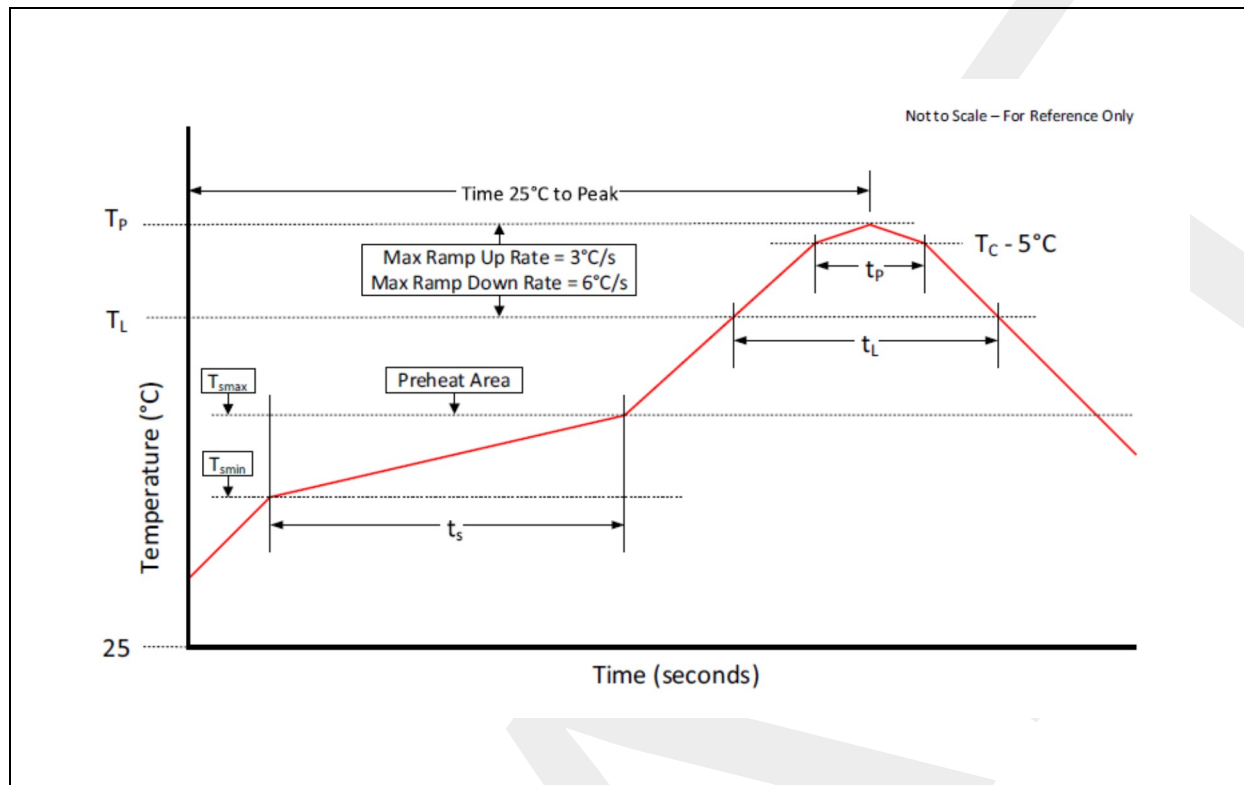 Not to Scale – For Reference Only
Time 25°C to Peak
TP
TC - 5°C
Max Ramp Up Rate = 3°C/s
Max Ramp Down Rate = 6°C/s
tP
TL
tL
Tsmax
Preheat Area
Tsmin
ts
Temperature (°C)
25
Time (seconds)